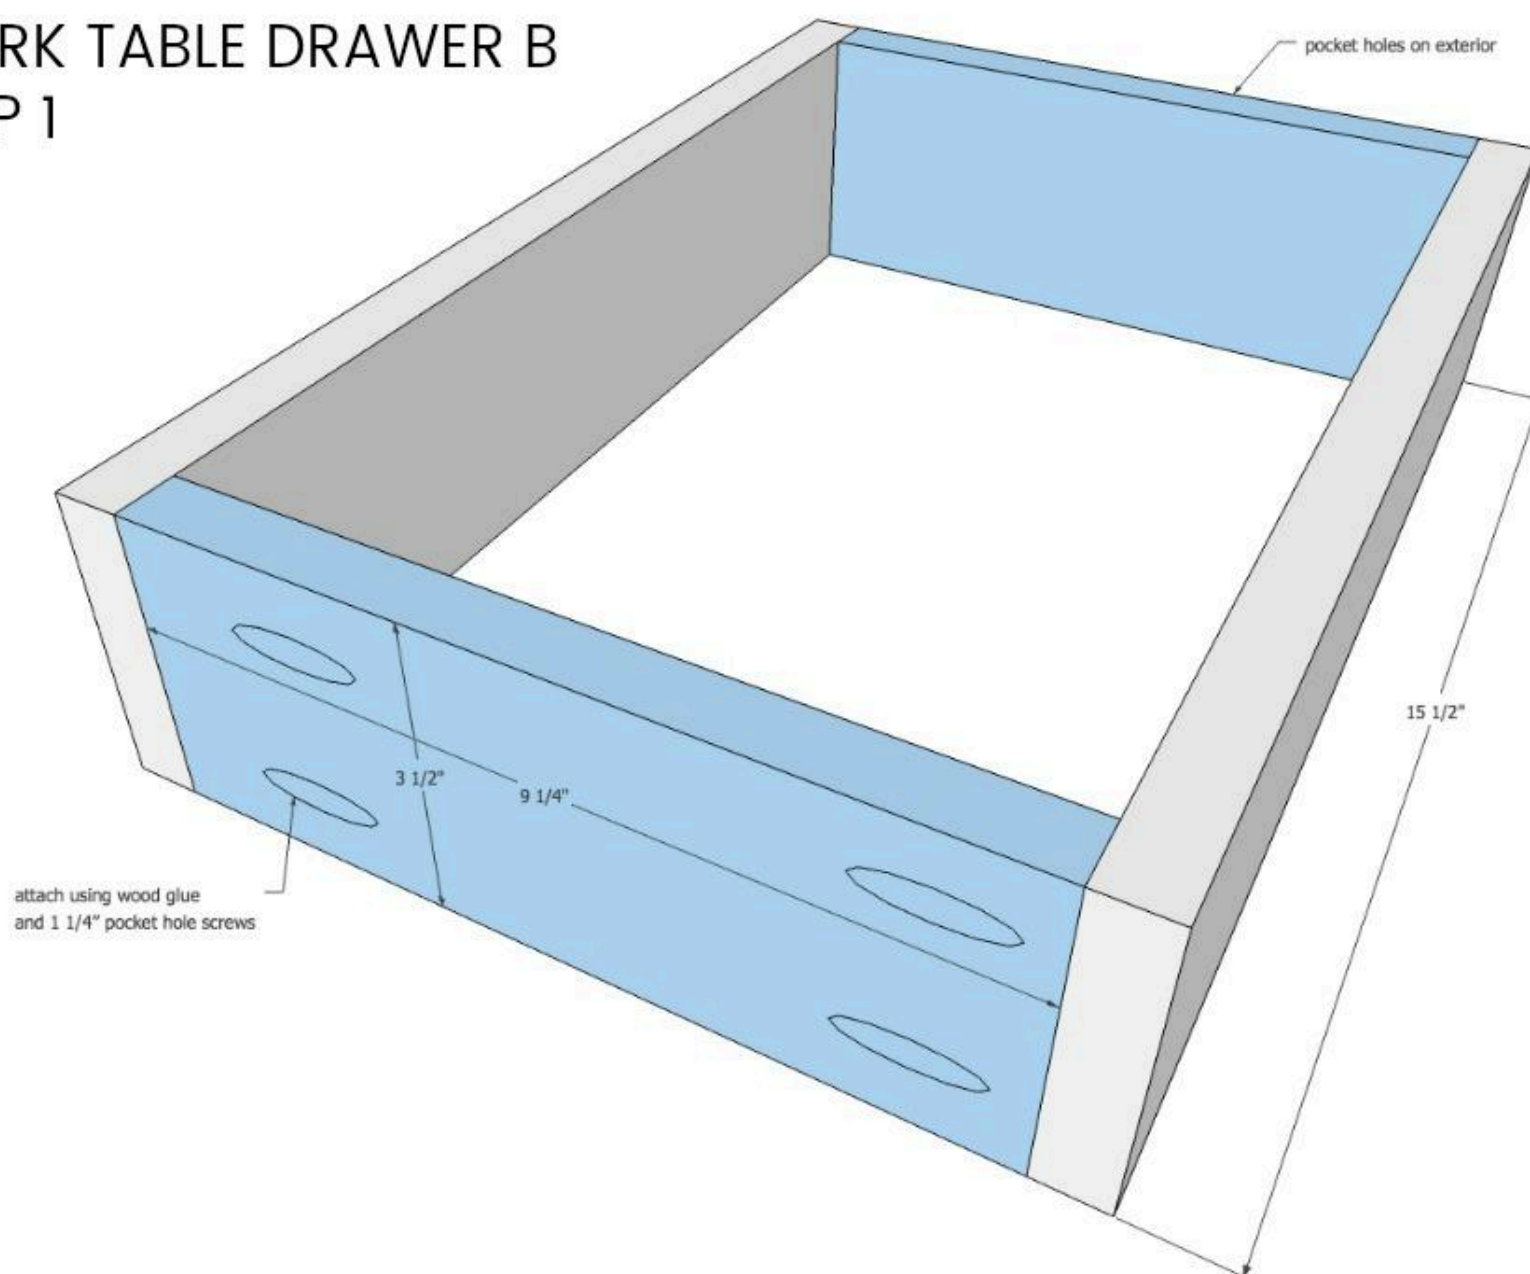 RK TABLE DRAWER B
P 1
pocket holes on exterior
15 1/2"
3 1/2"
9 1/4"
attach using wood glue
and 1 1/4" pocket hole screws